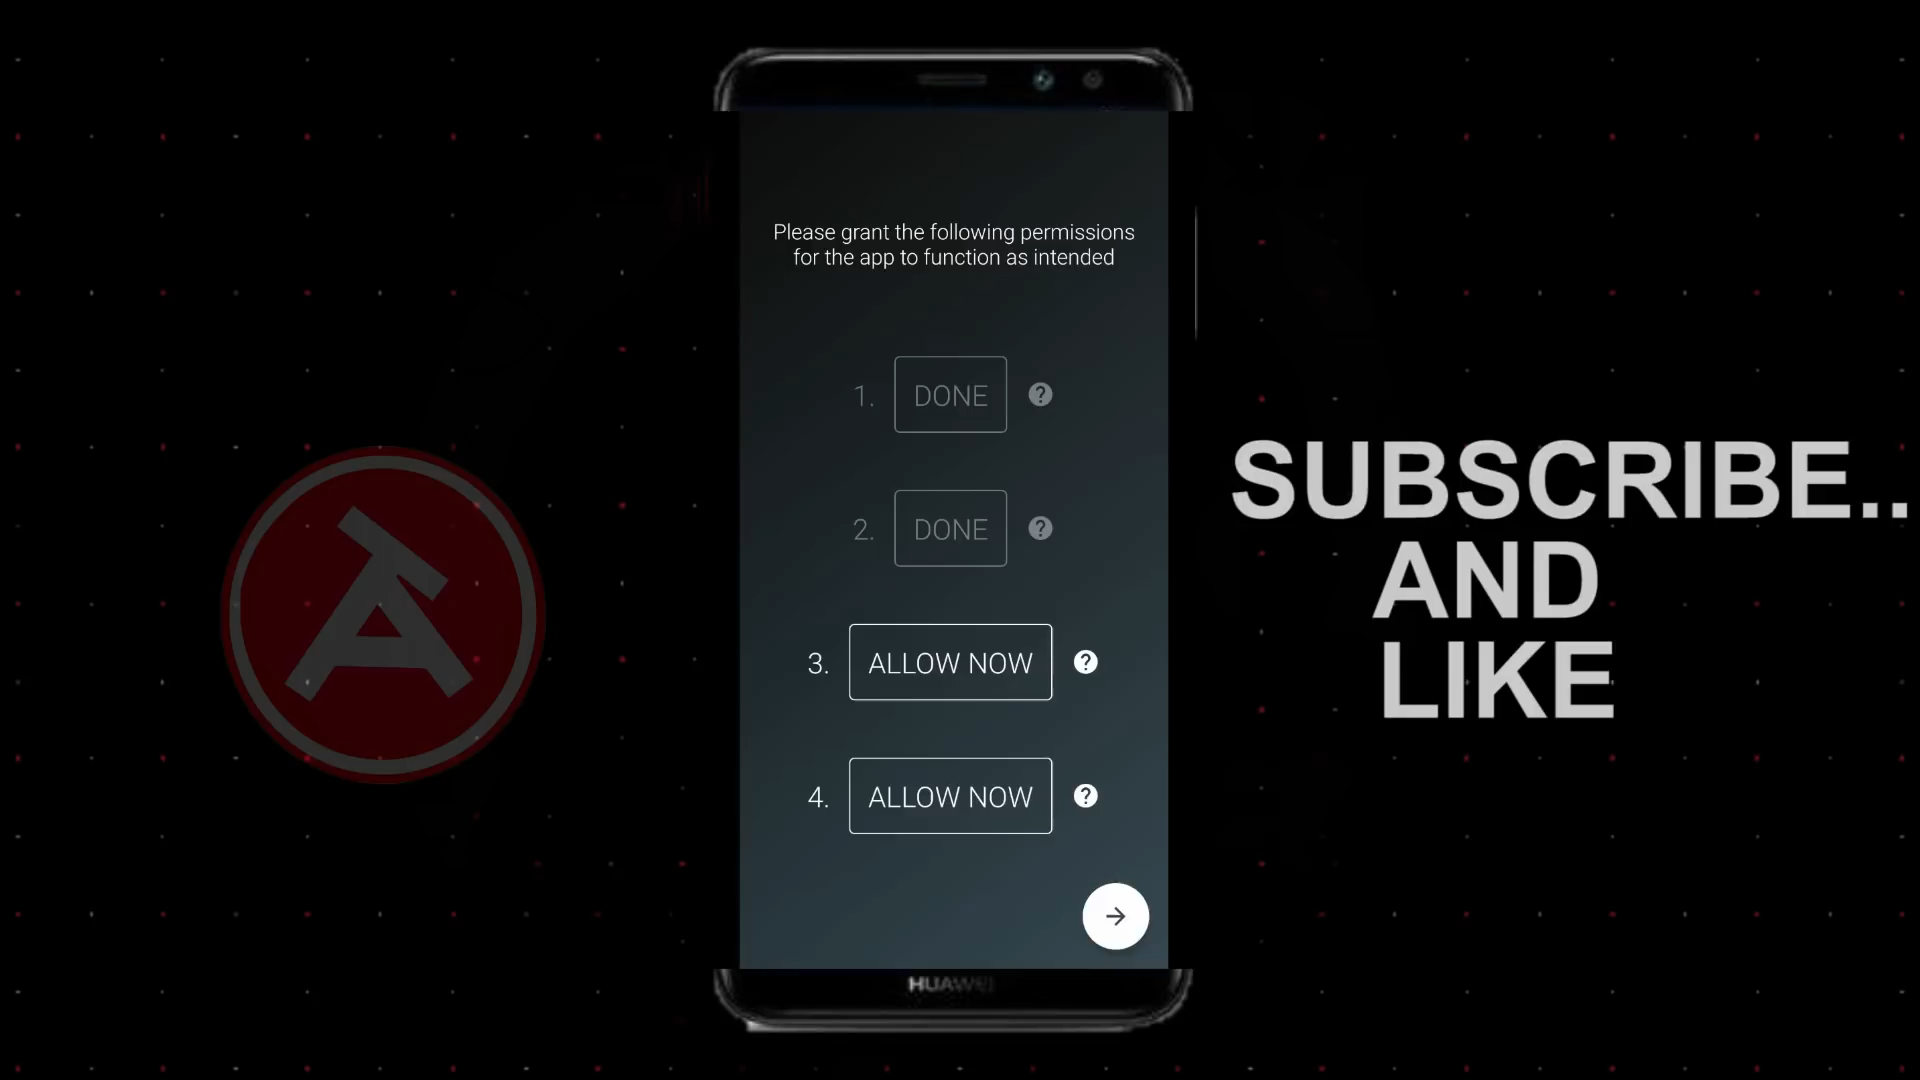 Please grant the following permissions
for the app to function as intended
1. DONE ?
2. DONE ?
3. ALLOW NOW ?
4. ALLOW NOW ?
HUAWEI
SUBSCRIBE..
AND
LIKE